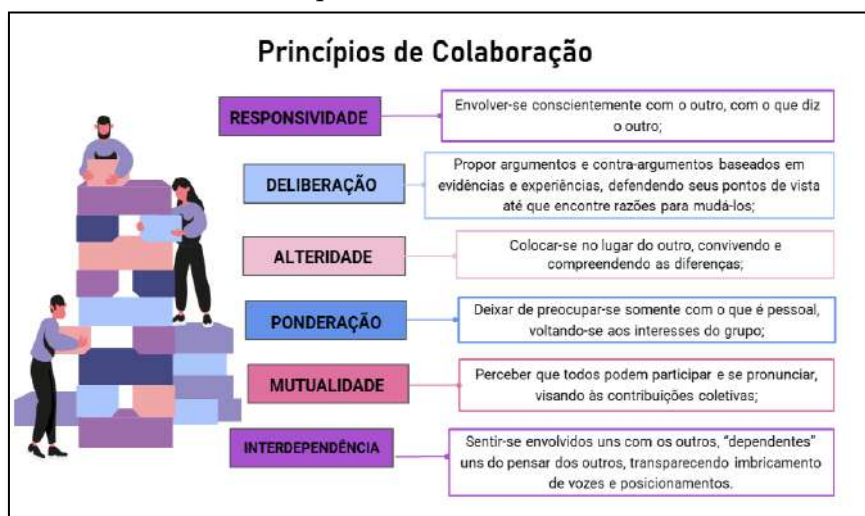 Princípios de Colaboração
RESPONSIVIDADE
Envolver-se conscientemente com o outro, com o que diz
o outro;
DELIBERAÇÃO
Propor argumentos e contra-argumentos baseados em
evidências e experiências, defendendo seus pontos de vista
até que encontre razões para mudá-los;
ALTERIDADE
Colocar-se no lugar do outro, convivendo e
compreendendo as diferenças;
PONDERAÇÃO
Deixar de preocupar-se somente com o que é pessoal,
voltando-se aos interesses do grupo;
MUTUALIDADE
Perceber que todos podem participar e se pronunciar,
visando às contribuições coletivas;
INTERDEPENDÊNCIA
Sentir-se envolvidos uns com os outros, “dependentes”
uns do pensar dos outros, transparecendo imbricamento
de vozes e posicionamentos.